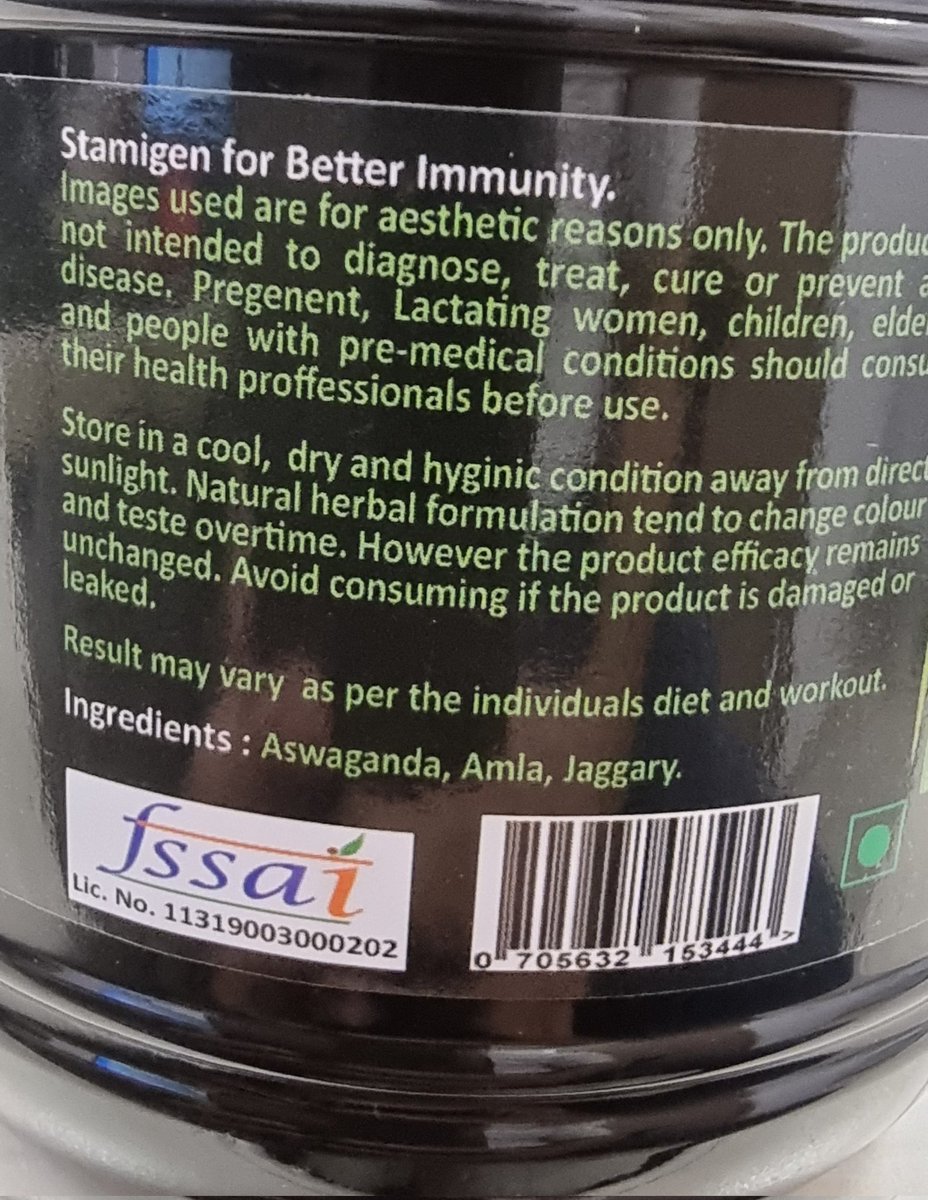 Stamigen for Better Immunity.
Images used are for aesthetic reasons only. The produc
not intended to diagnose, treat, cure or prevent a
disease. Pregenent, Lactating women, children, elde
and people with pre-medical conditions should consu
their health proffessionals before use.
Store in a cool, dry and hyginic condition away from direct
sunlight. Natural herbal formulation tend to change colour
and teste overtime. However the product efficacy remains
unchanged. Avoid consuming if the product is damaged or
leaked.
Result may vary as per the individuals diet and workout.
Ingredients : Aswaganda, Amla, Jaggary.
fssai
Lic. No. 11319003000202
0 705632 153444 >